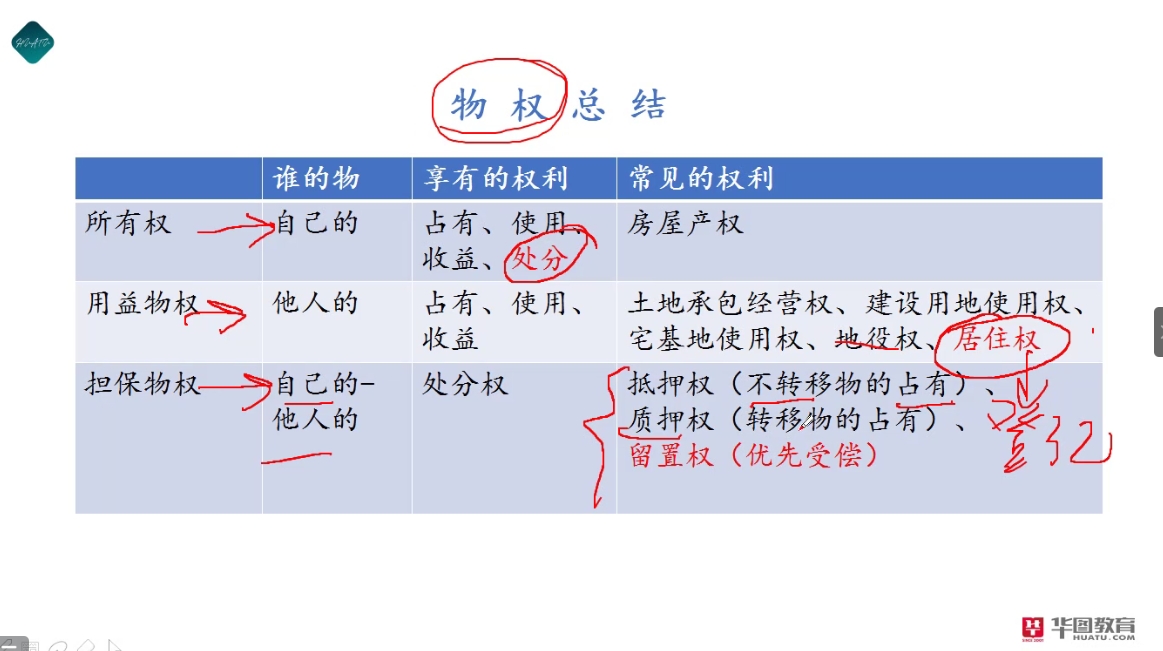 HUATU
物 权 总 结
谁的物 享有的权利 常见的权利
所有权 自己的 占有、使用、 房屋产权
收益、处分
用益物权 他人的 占有、使用、 土地承包经营权、建设用地使用权、
收益 宅基地使用权、地役权、居住权
担保物权 自己的- 处分权 抵押权（不转移物的占有）、
他人的 质押权（转移物的占有）、
登记
留置权（优先受偿）
华图教育
HUATU.COM